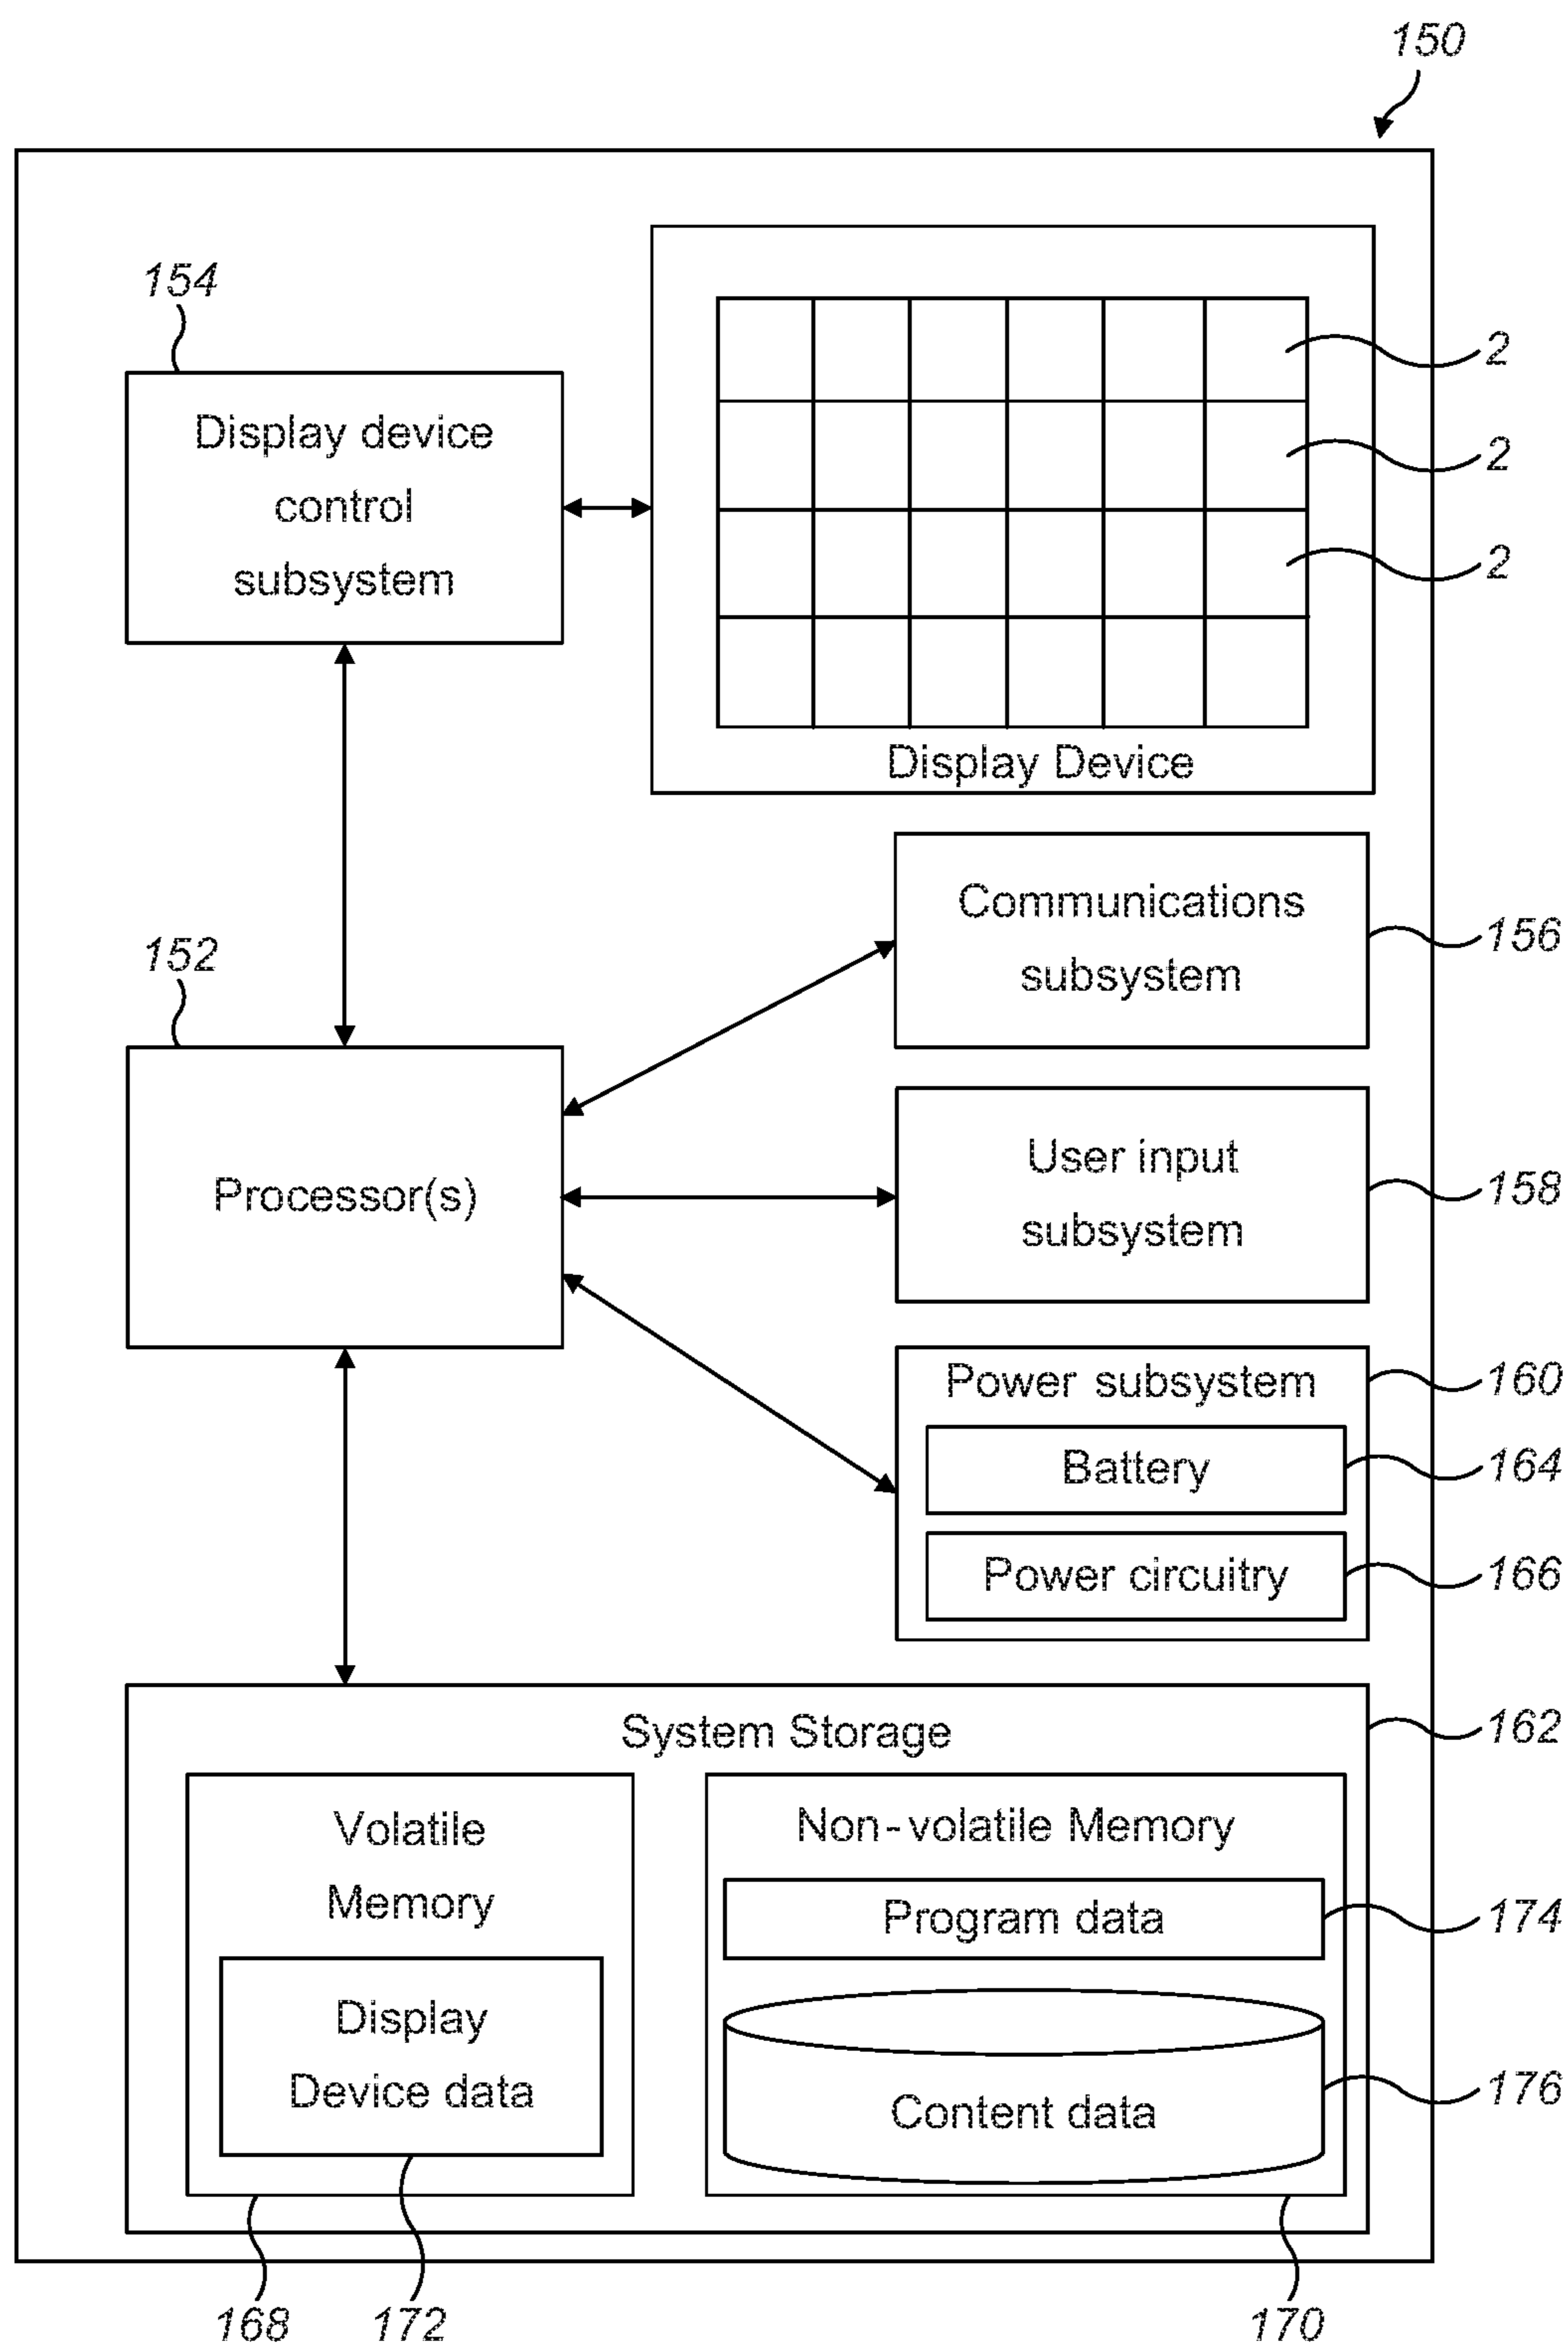 150
154
Display device
control
subsystem
2
2
2
Display Device
Communications
subsystem
156
152
Processor(s)
User input
subsystem
158
Power subsystem
160
Battery
164
Power circuitry
166
System Storage
162
Volatile
Memory
Non-volatile Memory
Program data
174
Display
Device data
Content data
176
168
172
170